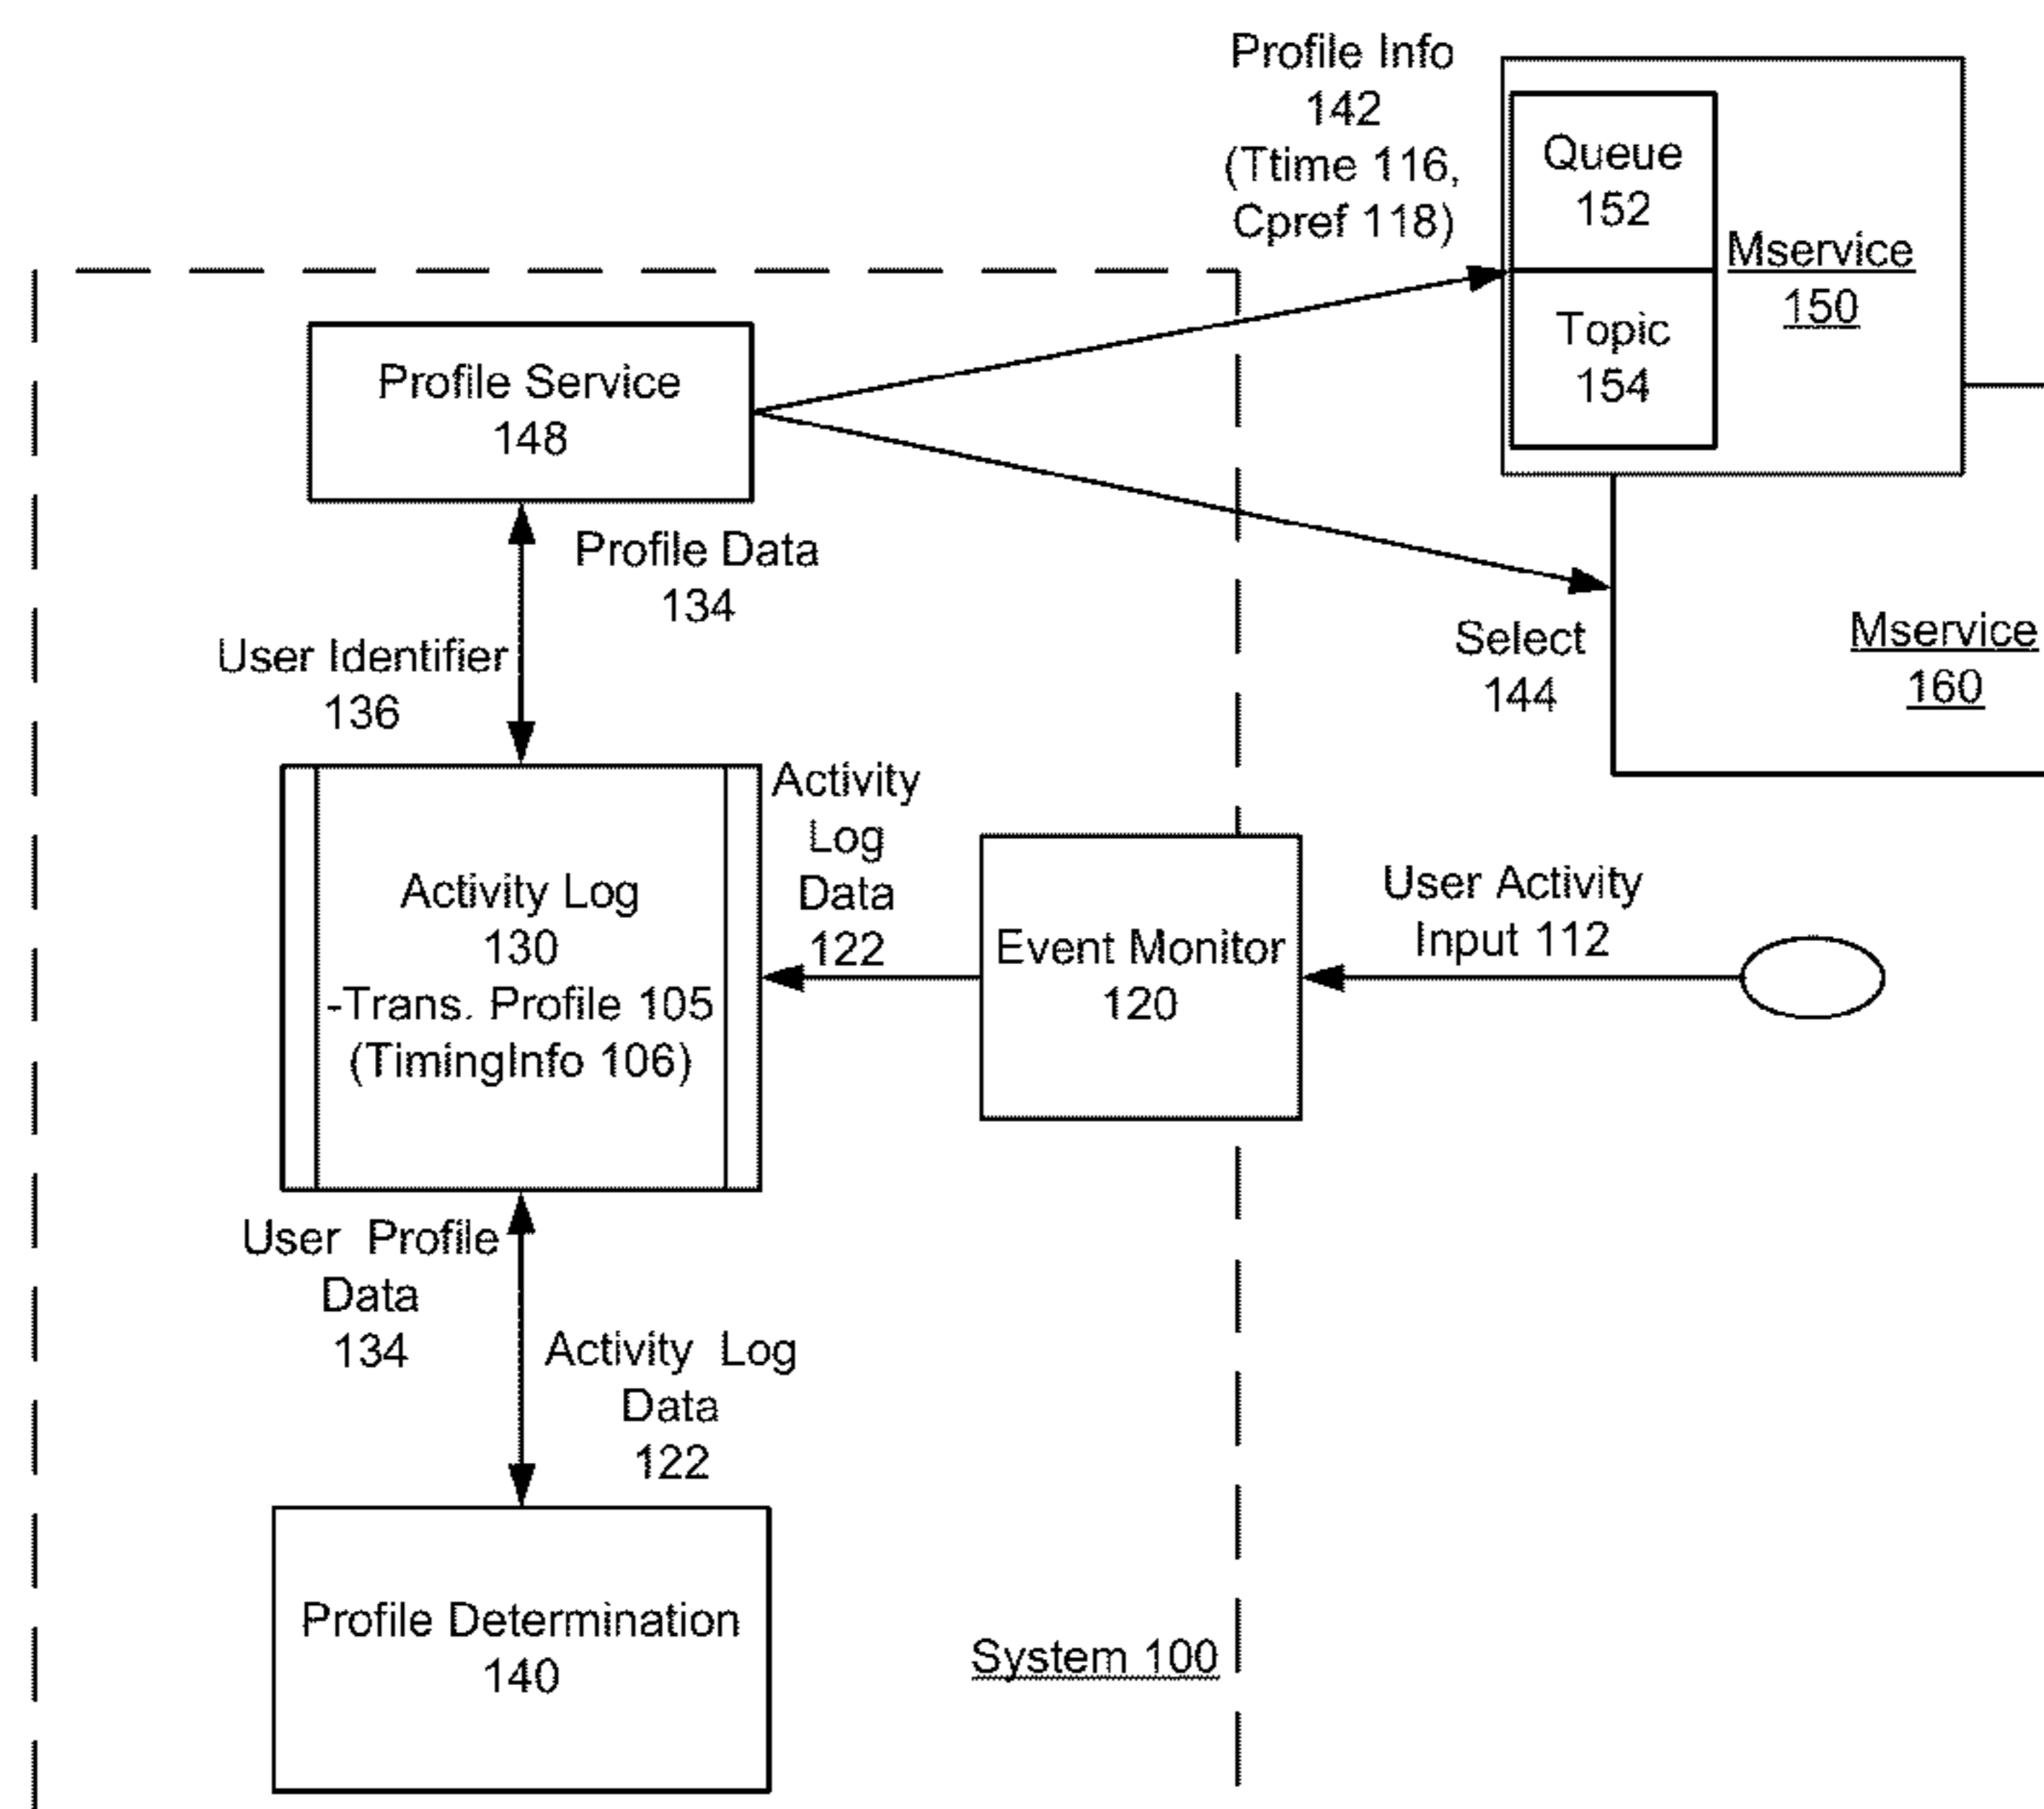 Profile Info
142
(Ttime 116,
Cpref 118)
Queue
152
Topic
154
Mservice
150
Profile Service
148
Profile Data
134
User Identifier
136
Select
144
Mservice
160
Activity Log
130
-Trans. Profile 105
(TimingInfo 106)
Activity
Log
Data
122
Event Monitor
120
User Activity
Input 112
User Profile
Data
134
Activity Log
Data
122
Profile Determination
140
System 100